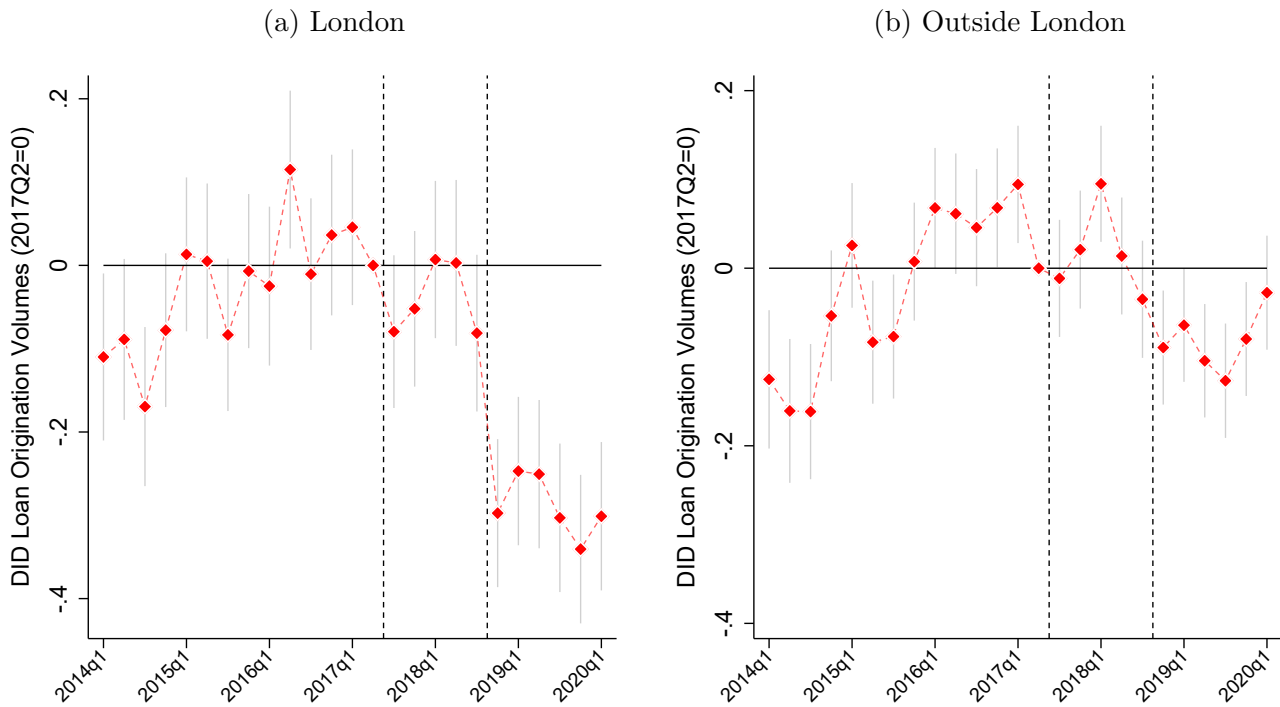 (a) London
DID Loan Origination Volumes (2017Q2=0)
.2
0
-.2
-.4
2014q1
2015q1
2016q1
2017q1
2018q1
2019q1
2020q1
(b) Outside London
DID Loan Origination Volumes (2017Q2=0)
.2
0
-.2
-.4
2014q1
2015q1
2016q1
2017q1
2018q1
2019q1
2020q1